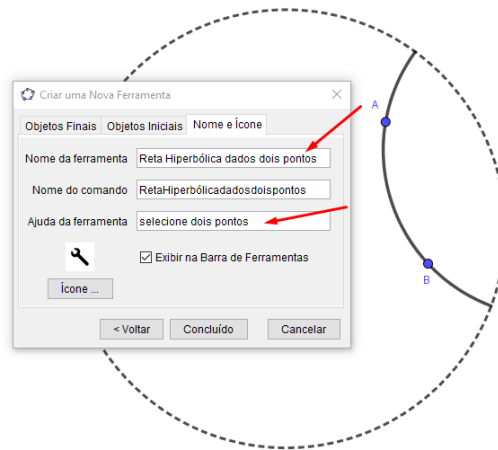 Criar uma Nova Ferramenta
Objetos Finais Objetos Iniciais Nome e Ícone
Nome da ferramenta Reta Hiperbólica dados dois pontos
Nome do comando RetaHiperbólicadadosdoispontos
Ajuda da ferramenta selecione dois pontos
Exibir na Barra de Ferramentas
Ícone ...
< Voltar Concluído Cancelar
A
B